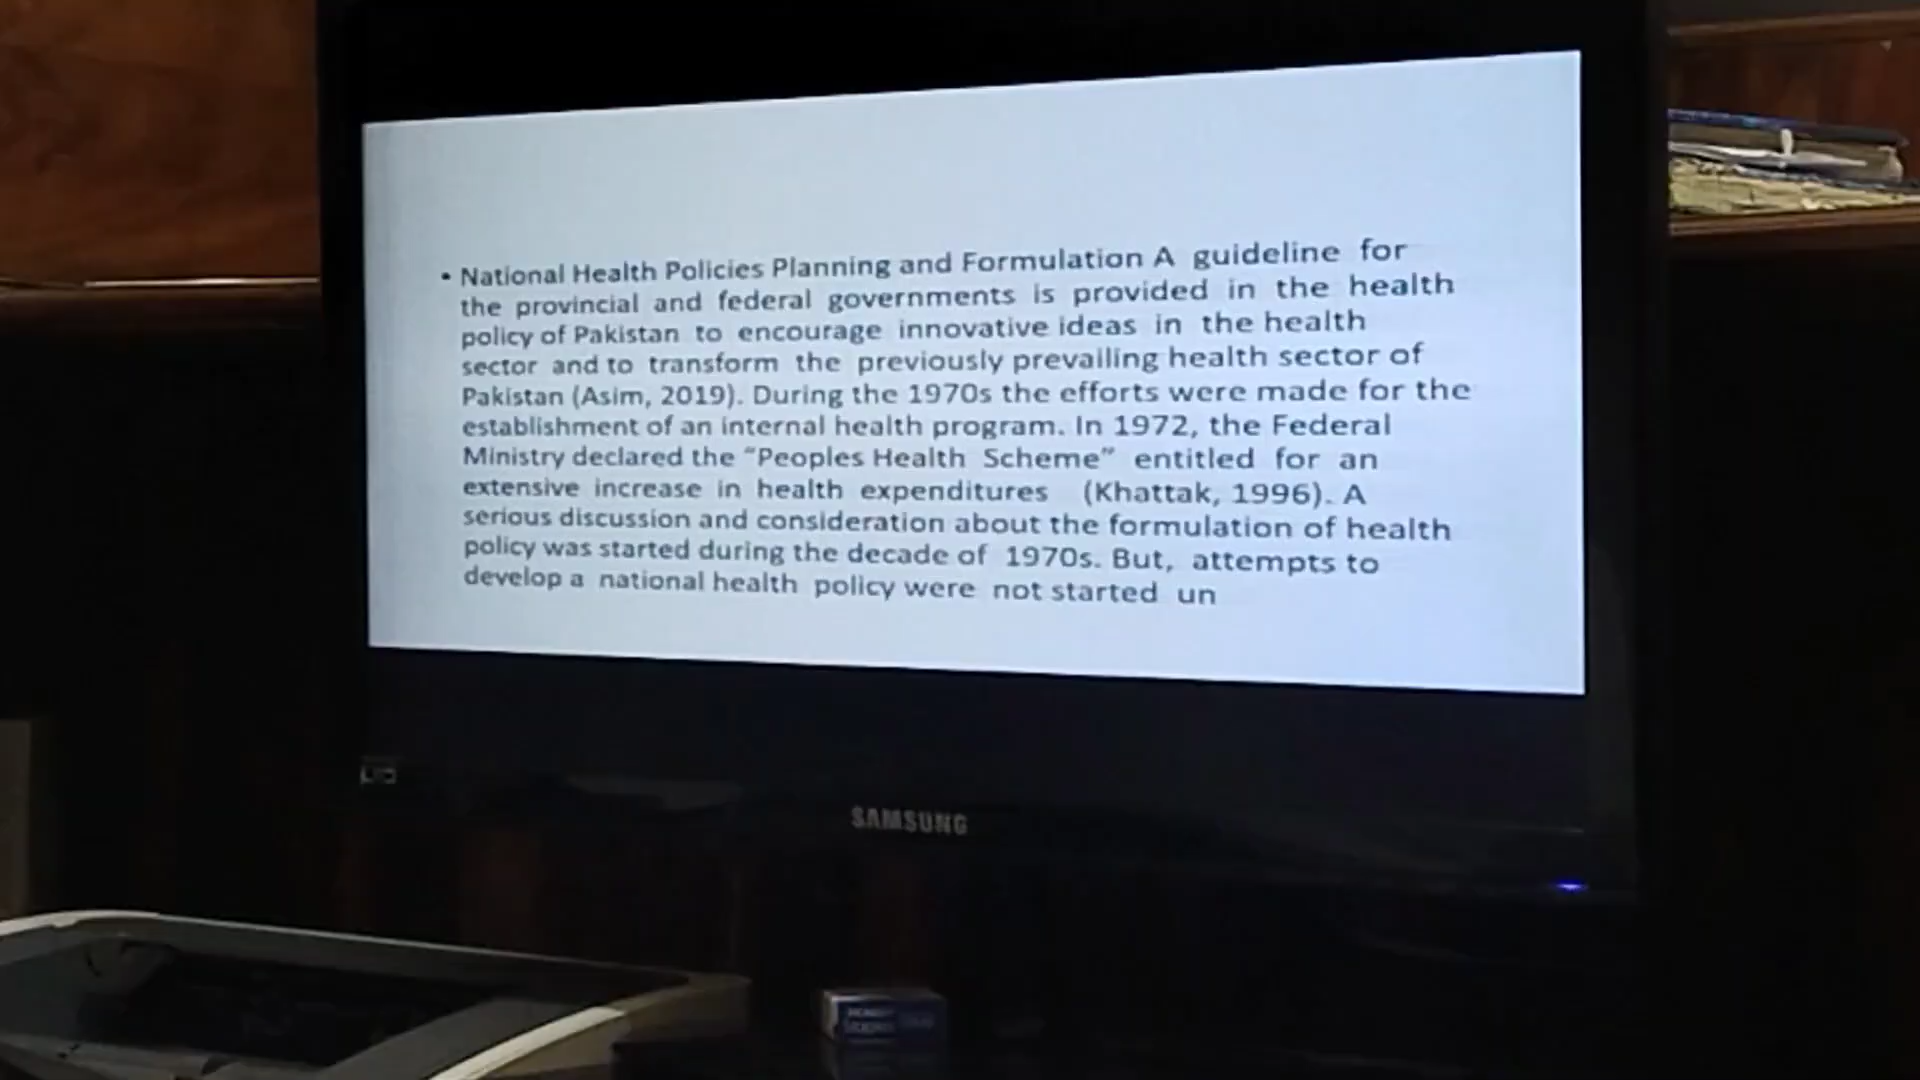 • National Health Policies Planning and Formulation A guideline for
the provincial and federal governments is provided in the health
policy of Pakistan to encourage innovative ideas in the health
sector and to transform the previously prevailing health sector of
Pakistan (Asim, 2019). During the 1970s the efforts were made for the
establishment of an internal health program. In 1972, the Federal
Ministry declared the “Peoples Health Scheme” entitled for an
extensive increase in health expenditures (Khattak, 1996). A
serious discussion and consideration about the formulation of health
policy was started during the decade of 1970s. But, attempts to
develop a national health policy were not started un
SAMSUNG